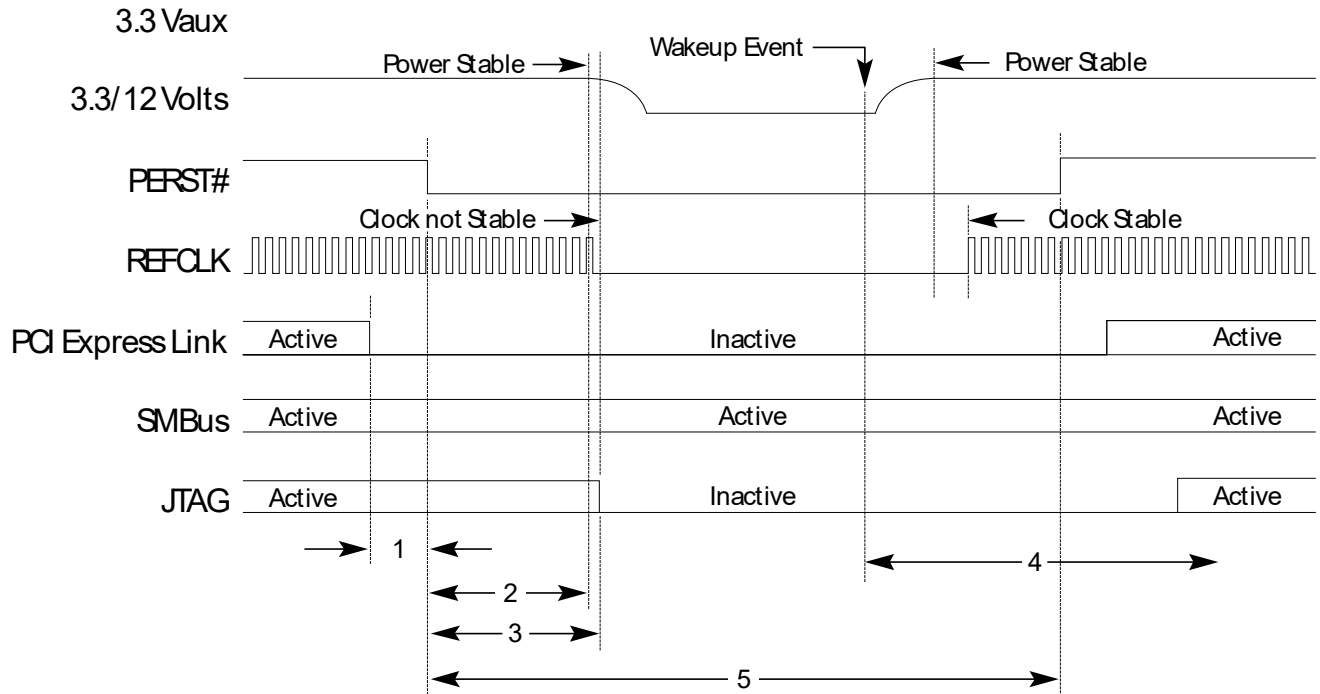 3.3 Vaux
Wakeup Event
Power Stable
Power Stable
3.3/12 Volts
PERST#
Clock not Stable
Clock Stable
REFCLK
PCI Express Link
Active
Inactive
Active
SMBus
Active
Active
Active
JTAG
Active
Inactive
Active
1
4
2
3
5